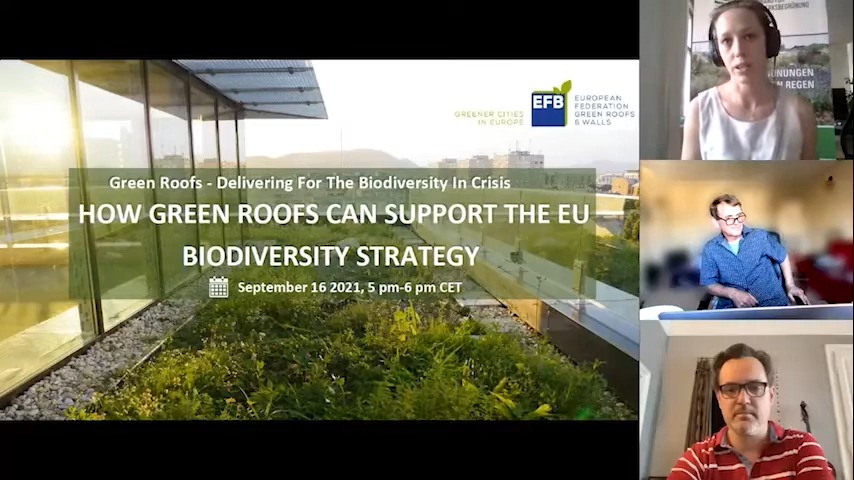 GREENER CITIES
IN EUROPE
EFB
EUROPEAN
FEDERATION
GREEN ROOFS
& WALLS
Green Roofs - Delivering For The Biodiversity In Crisis
HOW GREEN ROOFS CAN SUPPORT THE EU
BIODIVERSITY STRATEGY
September 16 2021, 5 pm-6 pm CET
REGEN